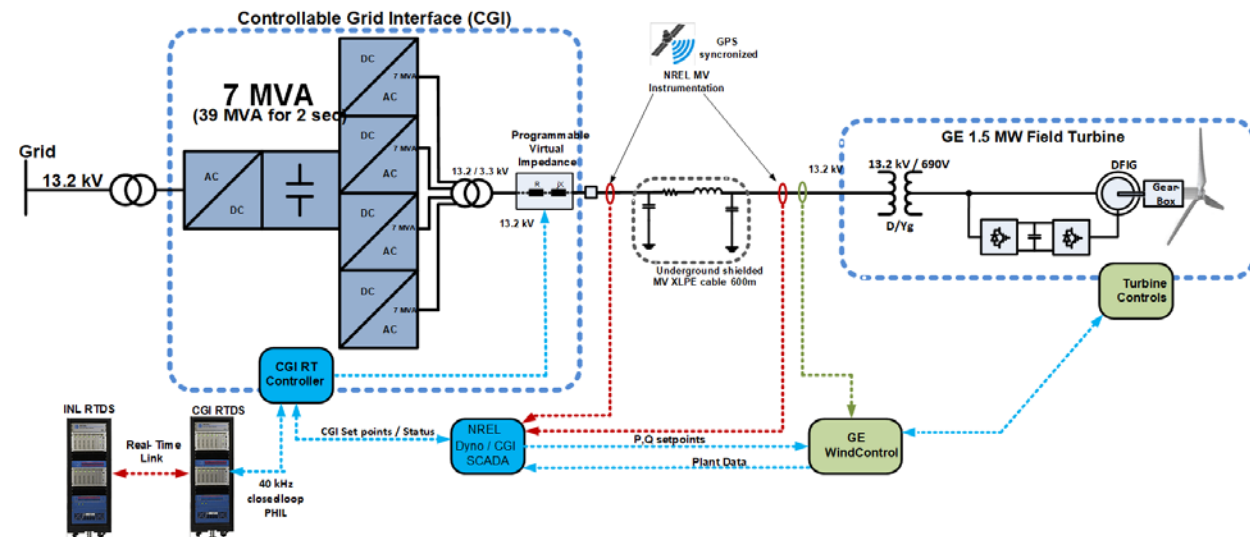 Controllable Grid Interface (CGI)
GPS
syncronized
NREL MV
Instrumentation
7 MVA
(39 MVA for 2 sec)
DC
7 MVA
AC
DC
7 MVA
AC
DC
7 MVA
AC
DC
7 MVA
AC
AC
DC
Grid
13.2 kV
13.2 / 3.3 kV
Programmable
Virtual
Impedance
R
jX
13.2 kV
Underground shielded
MV XLPE cable 600m
13.2 kV
GE 1.5 MW Field Turbine
13.2 kV / 690V
D/Yg
DFIG
Gear-
Box
Turbine
Controls
CGI RT
Controller
INL RTDS
CGI RTDS
Real- Time
Link
40 kHz
closedloop
PHIL
CGI Set points / Status
NREL
Dyno / CGI
SCADA
P,Q setpoints
Plant Data
GE
WindControl